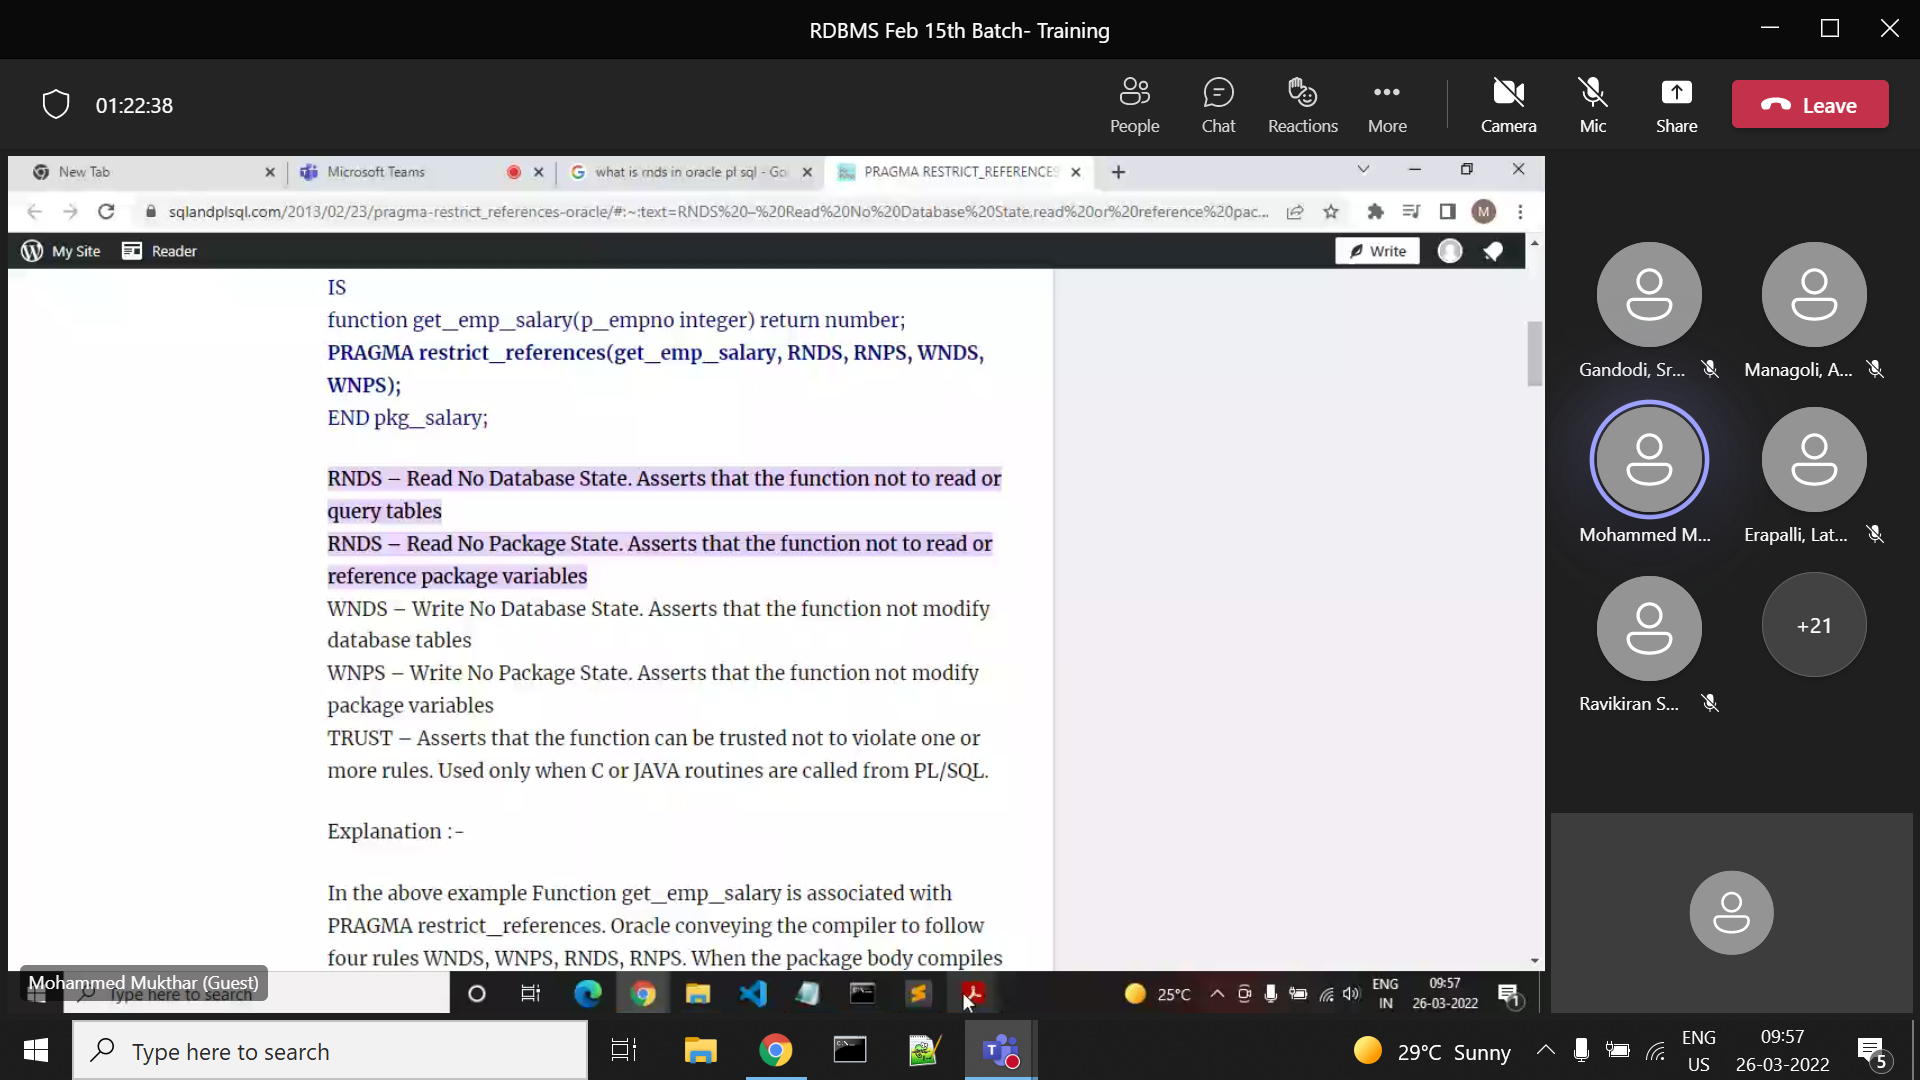 RDBMS Feb 15th Batch- Training
01:22:38
People
Chat
Reactions
More
Camera
Mic
Share
Leave
New Tab
Microsoft Teams
what is rnds in oracle pl sql - Go
PRAGMA RESTRICT_REFERENCES
sqlandplsql.com/2013/02/23/pragma-restrict_references-oracle/#:~:text=RNDS%20–%20Read%20No%20Database%20State,read%20or%20reference%20pac...
M
My Site
Reader
Write
IS
function get_emp_salary(p_empno integer) return number;
PRAGMA restrict_references(get_emp_salary, RNDS, RNPS, WNDS,
WNPS);
END pkg_salary;
RNDS – Read No Database State. Asserts that the function not to read or
query tables
RNDS – Read No Package State. Asserts that the function not to read or
reference package variables
WNDS – Write No Database State. Asserts that the function not modify
database tables
WNPS – Write No Package State. Asserts that the function not modify
package variables
TRUST – Asserts that the function can be trusted not to violate one or
more rules. Used only when C or JAVA routines are called from PL/SQL.
Explanation :-
In the above example Function get_emp_salary is associated with
PRAGMA restrict_references. Oracle conveying the compiler to follow
four rules WNDS, WNPS, RNDS, RNPS. When the package body compiles
Gandodi, Sr...
Managoli, A...
Mohammed M...
Erapalli, Lat...
Ravikiran S...
+21
Mohammed Mukthar (Guest)
Type here to search
25°C
ENG
IN
09:57
26-03-2022
1
Type here to search
29°C Sunny
ENG
US
09:57
26-03-2022
5